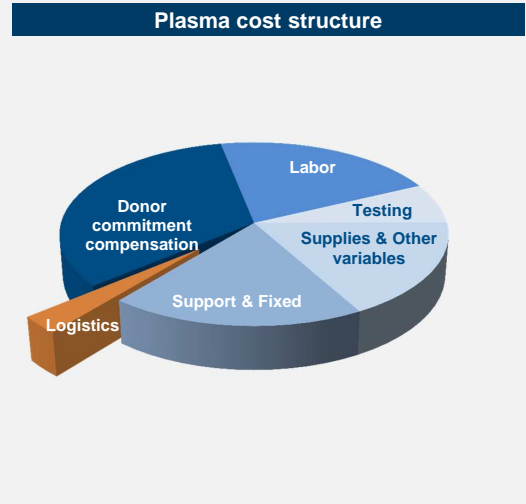 Plasma cost structure
Labor
Donor
commitment
compensation
Testing
Supplies & Other
variables
Support & Fixed
Logistics